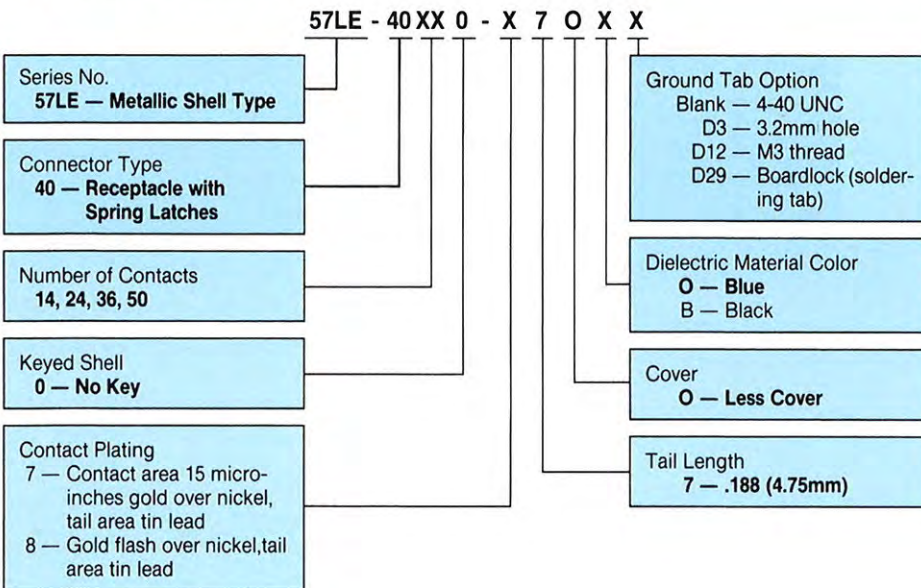 57LE - 40 XX 0 - X 7 O X X
Series No.
57LE — Metallic Shell Type
Connector Type
40 — Receptacle with
Spring Latches
Number of Contacts
14, 24, 36, 50
Keyed Shell
0 — No Key
Contact Plating
7 — Contact area 15 micro-
inches gold over nickel,
tail area tin lead
8 — Gold flash over nickel,tail
area tin lead
Ground Tab Option
Blank — 4-40 UNC
D3 — 3.2mm hole
D12 — M3 thread
D29 — Boardlock (solder-
ing tab)
Dielectric Material Color
O — Blue
B — Black
Cover
O — Less Cover
Tail Length
7 — .188 (4.75mm)